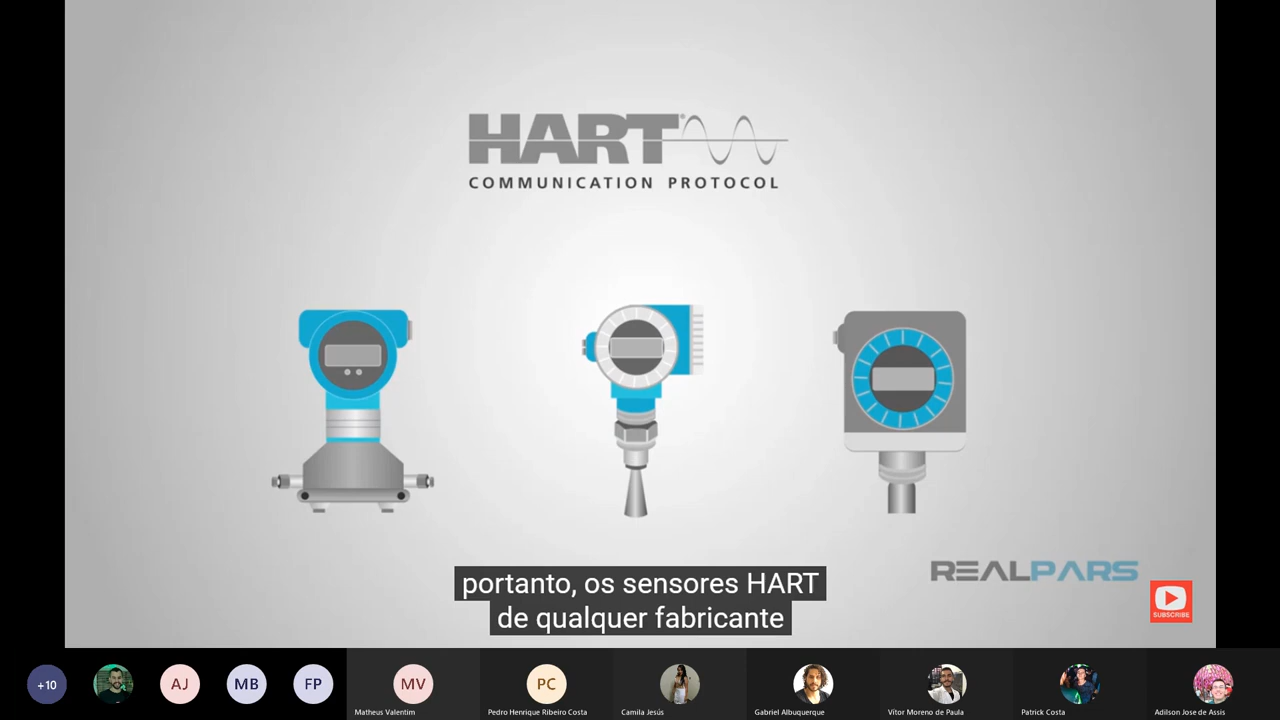 HART
COMMUNICATION PROTOCOL
REALPARS
SUBSCRIBE
portanto, os sensores HART
de qualquer fabricante
+10
AJ
MB
FP
MV
PC
Matheus Valentim
Pedro Henrique Ribeiro Costa
Camila Jesús
Gabriel Albuquerque
Vítor Moreno de Paula
Patrick Costa
Adilson Jose de Assis